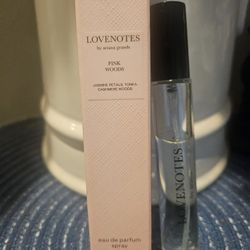 LOVENOTES
by ariana grande
PINK
WOODS
JASMINE PETALS, TONKA
CASHMERE WOODS
eau de parfum
spray
LOVENOTES